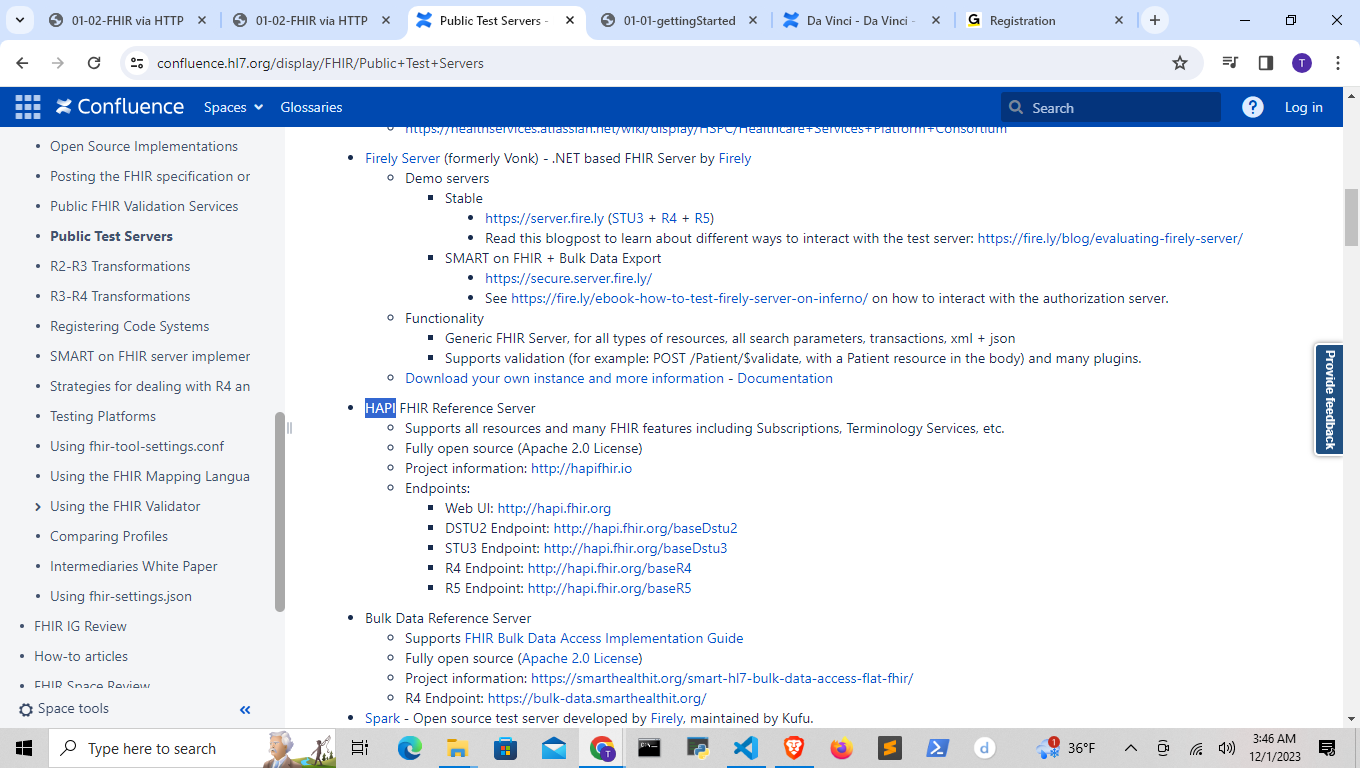 01-02-FHIR via HTTP
01-02-FHIR via HTTP
Public Test Servers -
01-01-gettingStarted
Da Vinci - Da Vinci -
Registration
confluence.hl7.org/display/FHIR/Public+Test+Servers
T
Confluence
Spaces
Glossaries
Search
Log in
Open Source Implementations
Posting the FHIR specification or
Public FHIR Validation Services
Public Test Servers
R2-R3 Transformations
R3-R4 Transformations
Registering Code Systems
SMART on FHIR server implemer
Strategies for dealing with R4 an
Testing Platforms
Using fhir-tool-settings.conf
Using the FHIR Mapping Langua
Using the FHIR Validator
Comparing Profiles
Intermediaries White Paper
Using fhir-settings.json
FHIR IG Review
How-to articles
FHIR Space Review
Space tools
https://healthservices.atlassian.net/wiki/display/HSPC/Healthcare+Services+Platform+Consortium
Firely Server (formerly Vonk) - .NET based FHIR Server by Firely
Demo servers
Stable
https://server.fire.ly (STU3 + R4 + R5)
Read this blogpost to learn about different ways to interact with the test server: https://fire.ly/blog/evaluating-firely-server/
SMART on FHIR + Bulk Data Export
https://secure.server.fire.ly/
See https://fire.ly/ebook-how-to-test-firely-server-on-inferno/ on how to interact with the authorization server.
Functionality
Generic FHIR Server, for all types of resources, all search parameters, transactions, xml + json
Supports validation (for example: POST /Patient/$validate, with a Patient resource in the body) and many plugins.
Download your own instance and more information - Documentation
HAPI FHIR Reference Server
Supports all resources and many FHIR features including Subscriptions, Terminology Services, etc.
Fully open source (Apache 2.0 License)
Project information: http://hapifhir.io
Endpoints:
Web UI: http://hapi.fhir.org
DSTU2 Endpoint: http://hapi.fhir.org/baseDstu2
STU3 Endpoint: http://hapi.fhir.org/baseDstu3
R4 Endpoint: http://hapi.fhir.org/baseR4
R5 Endpoint: http://hapi.fhir.org/baseR5
Bulk Data Reference Server
Supports FHIR Bulk Data Access Implementation Guide
Fully open source (Apache 2.0 License)
Project information: https://smarthealthit.org/smart-hl7-bulk-data-access-flat-fhir/
R4 Endpoint: https://bulk-data.smarthealthit.org/
Spark - Open source test server developed by Firely, maintained by Kufu.
Provide feedback
Type here to search
T
d
1
36°F
3:46 AM
12/1/2023